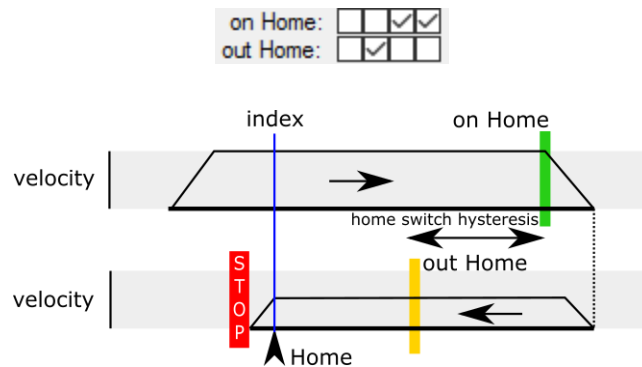 on Home:
out Home:
index
on Home
velocity
home switch hysteresis
out Home
STOP
velocity
Home